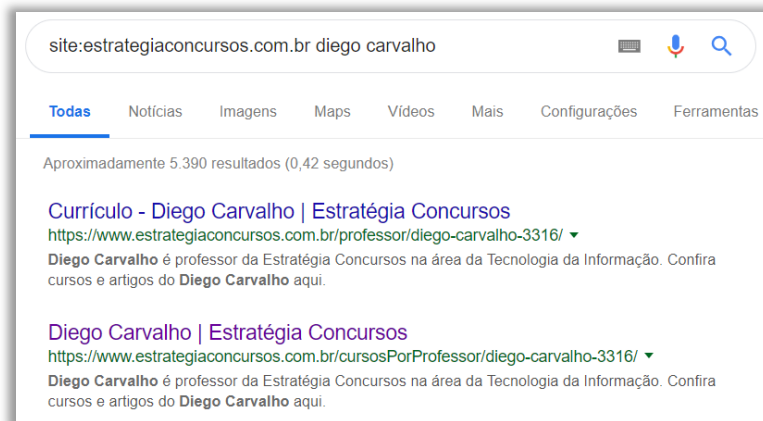 site:estrategiaconcursos.com.br diego carvalho
Todas Notícias Imagens Maps Vídeos Mais Configurações Ferramentas
Aproximadamente 5.390 resultados (0,42 segundos)
Currículo - Diego Carvalho | Estratégia Concursos
https://www.estrategiaconcursos.com.br/professor/diego-carvalho-3316/
Diego Carvalho é professor da Estratégia Concursos na área da Tecnologia da Informação. Confira
cursos e artigos do Diego Carvalho aqui.
Diego Carvalho | Estratégia Concursos
https://www.estrategiaconcursos.com.br/cursosPorProfessor/diego-carvalho-3316/
Diego Carvalho é professor da Estratégia Concursos na área da Tecnologia da Informação. Confira
cursos e artigos do Diego Carvalho aqui.